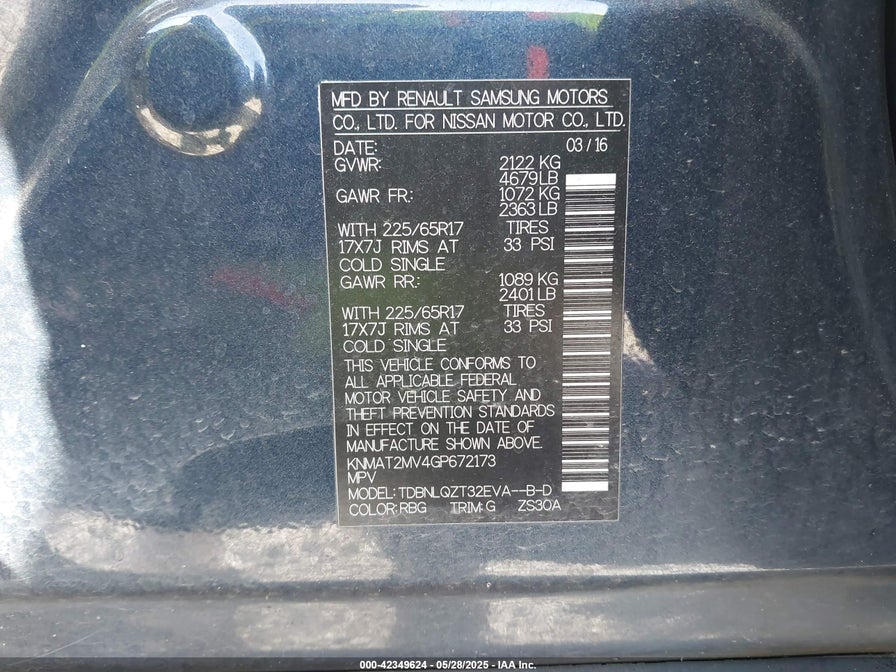 MFD BY RENAULT SAMSUNG MOTORS
CO., LTD. FOR NISSAN MOTOR CO., LTD.
DATE: 03 / 16
GVWR: 2122 KG
4679 LB
GAWR FR: 1072 KG
2363 LB
WITH 225/65R17 TIRES
17X7J RIMS AT 33 PSI
COLD SINGLE
GAWR RR: 1089 KG
2401 LB
WITH 225/65R17 TIRES
17X7J RIMS AT 33 PSI
COLD SINGLE
THIS VEHICLE CONFORMS TO
ALL APPLICABLE FEDERAL
MOTOR VEHICLE SAFETY AND
THEFT PREVENTION STANDARDS
IN EFFECT ON THE DATE OF
MANUFACTURE SHOWN ABOVE.
KNMAT2MV4GP672173
MPV
MODEL: TDBNLQZT32EVA--B-D
COLOR: RBG TRIM: G ZS30A
000-42349624 - 05/28/2025 - IAA Inc.